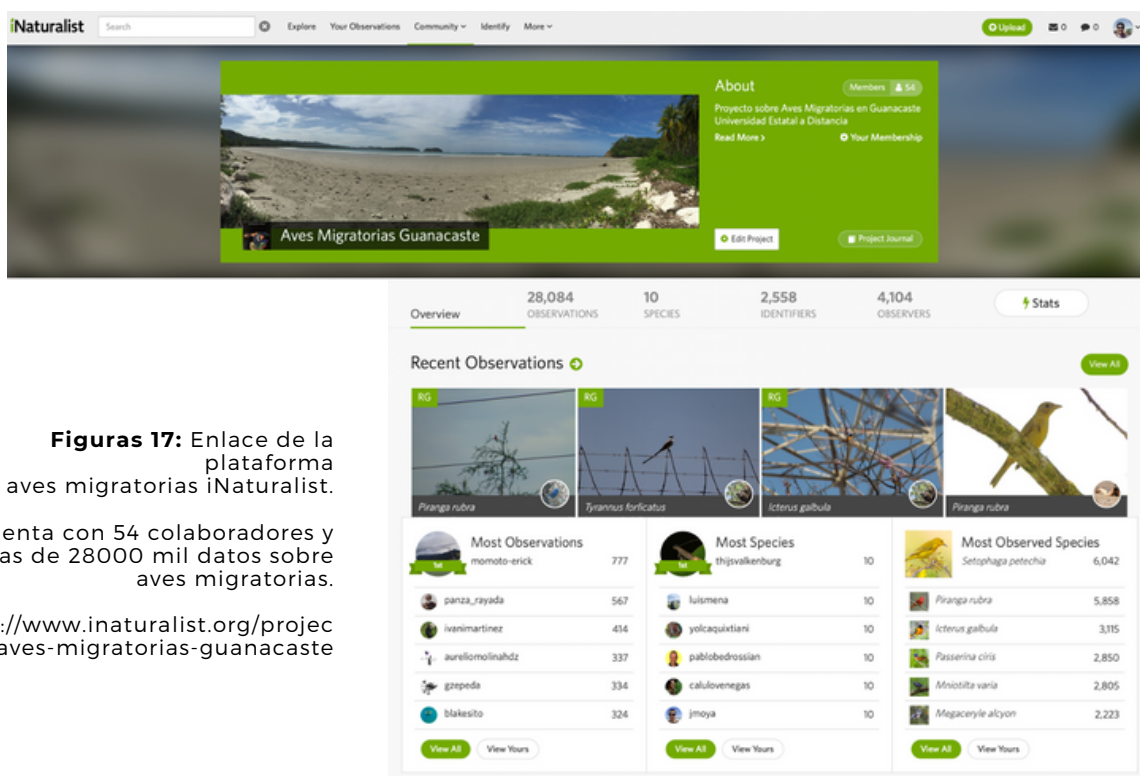 iNaturalist Search Explore Your Observations Community Identify More Upload 0 0
About Members 54
Proyecto sobre Aves Migratorias en Guanacaste
Universidad Estatal a Distancia
Read More > Your Membership
Aves Migratorias Guanacaste
Edit Project Project Journal
Overview
28,084 OBSERVATIONS
10 SPECIES
2,558 IDENTIFIERS
4,104 OBSERVERS
Stats
Recent Observations
View All
RG
Piranga rubra
RG
Tyrannus forficatus
RG
Icterus galbula
Piranga rubra
Figuras 17: Enlace de la
plataforma
aves migratorias iNaturalist.
enta con 54 colaboradores y
as de 28000 mil datos sobre
aves migratorias.
://www.inaturalist.org/projec
aves-migratorias-guanacaste
Most Observations
1st momoto-erick 777
panza_rayada 567
ivanimartinez 414
aureliomolinahdz 337
gzepeda 334
blakesito 324
View All View Yours
Most Species
1st thijsvalkenburg 10
luismena 10
yolcaquixtiani 10
pablobedrossian 10
calulovenegas 10
jmoya 10
View All View Yours
Most Observed Species
Setophaga petechia 6,042
Piranga rubra 5,858
Icterus galbula 3,115
Passerina ciris 2,850
Mniotilta varia 2,805
Megaceryle alcyon 2,223
View All View Yours